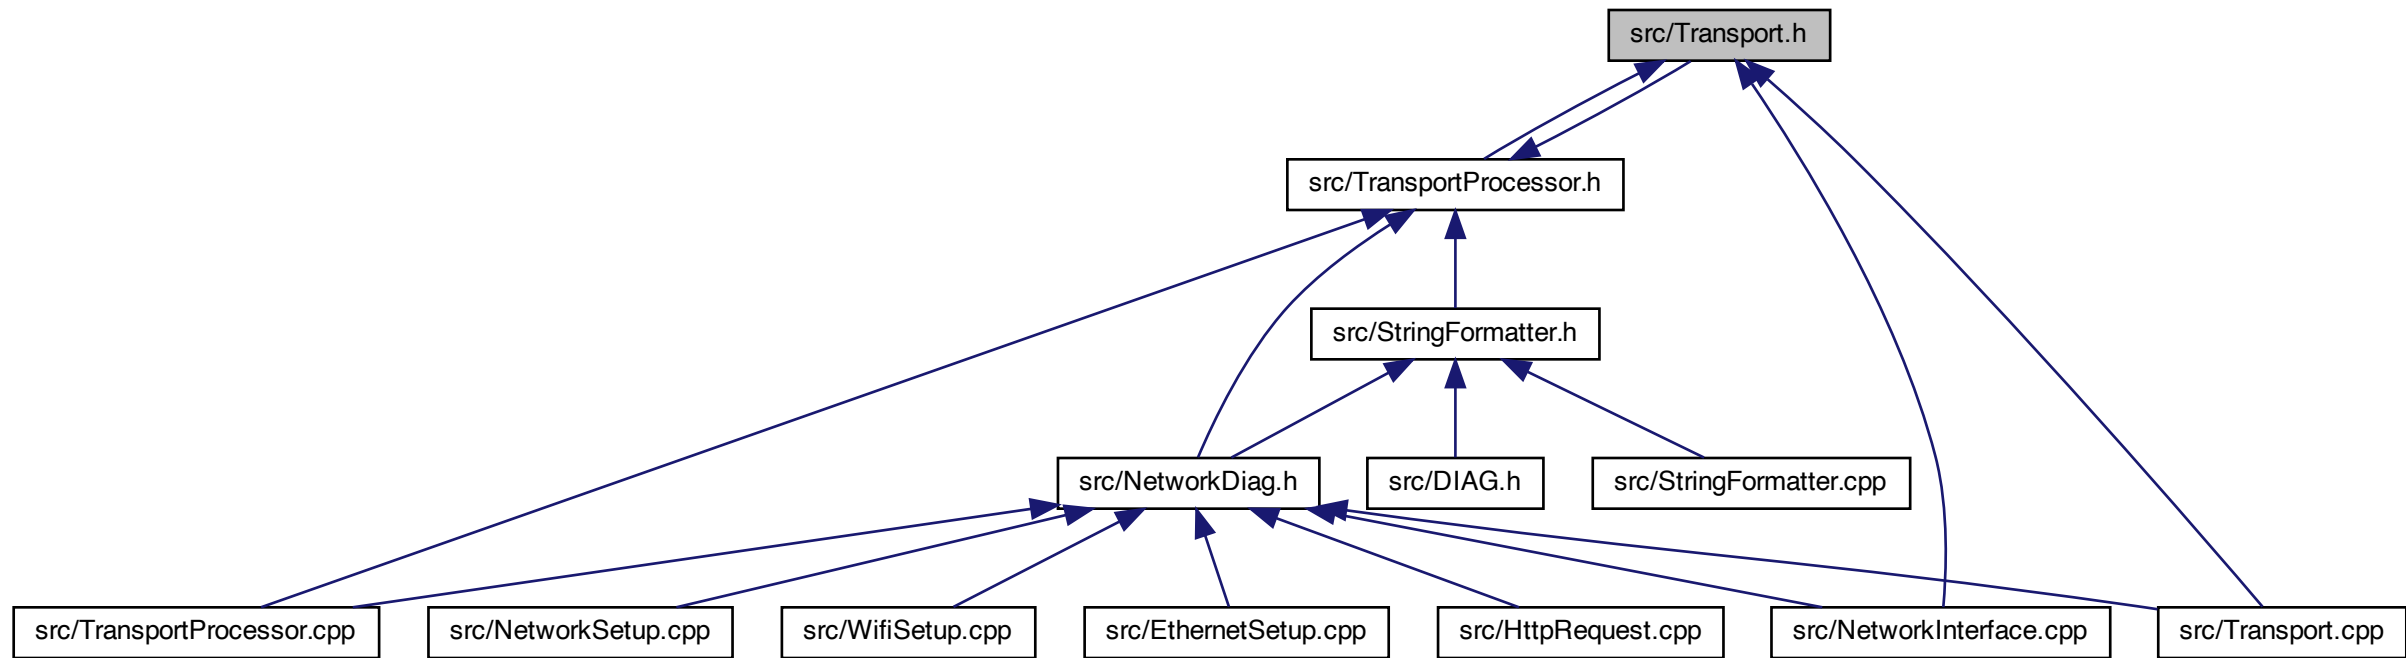 src/Transport.h
src/TransportProcessor.h
src/StringFormatter.h
src/NetworkDiag.h
src/DIAG.h
src/StringFormatter.cpp
src/TransportProcessor.cpp
src/NetworkSetup.cpp
src/WifiSetup.cpp
src/EthernetSetup.cpp
src/HttpRequest.cpp
src/NetworkInterface.cpp
src/Transport.cpp